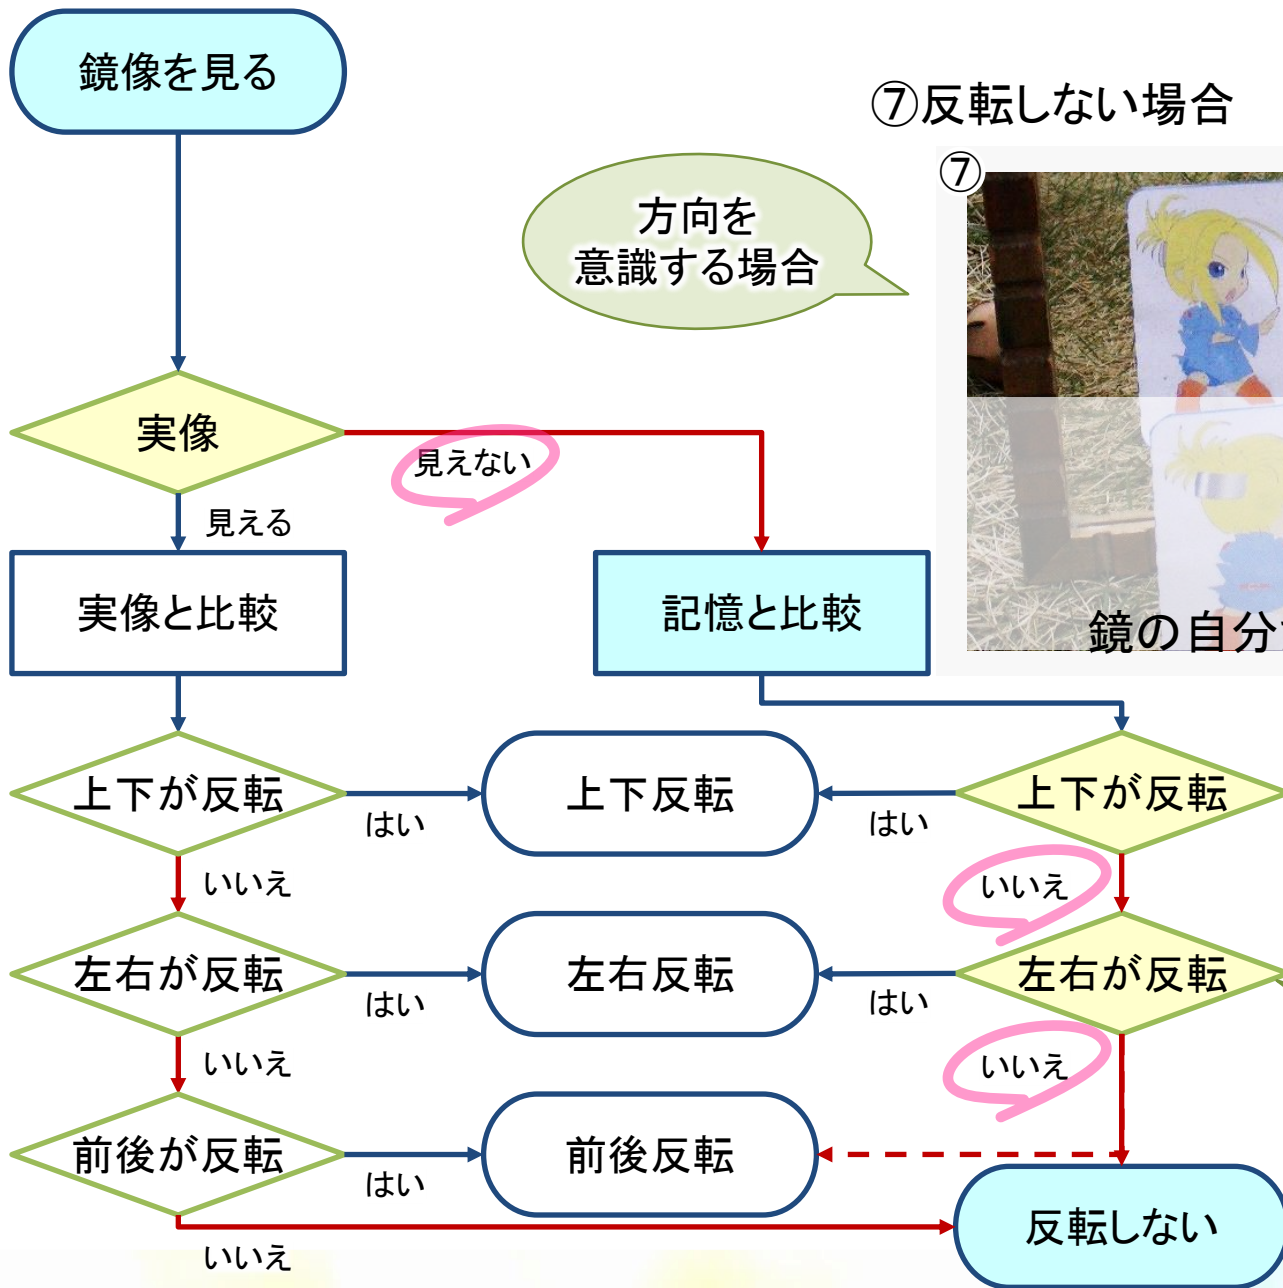 鏡像を見る
⑦反転しない場合
⑦
方向を
意識する場合
実像
見えない
見える
実像と比較
記憶と比較
鏡の自分
上下が反転
はい
上下反転
はい
上下が反転
いいえ
いいえ
左右が反転
はい
左右反転
はい
左右が反転
いいえ
いいえ
前後が反転
はい
前後反転
反転しない
いいえ